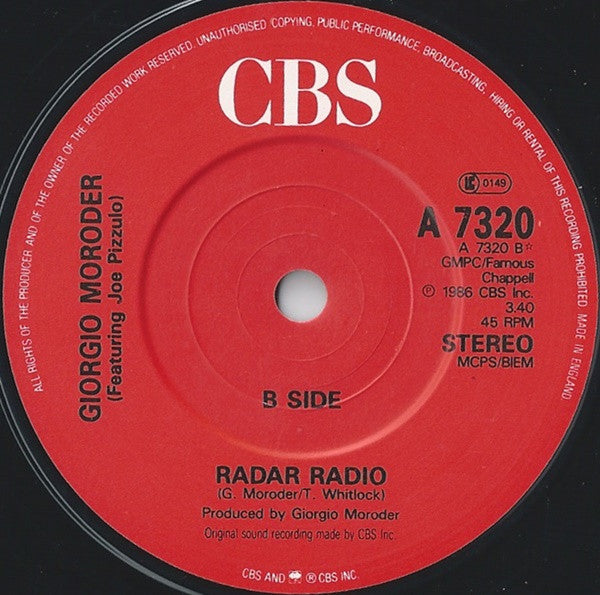 ALL RIGHTS OF THE PRODUCER AND OF THE OWNER OF THE RECORDED WORK RESERVED. UNAUTHORISED COPYING, PUBLIC PERFORMANCE, BROADCASTING, HIRING OR RENTAL OF THIS RECORDING PROHIBITED. MADE IN ENGLAND.
CBS
GIORGIO MORODER
(Featuring Joe Pizzulo)
LC 0149
A 7320
A 7320 B☆
GMPC/Famous
Chappell
℗ 1986 CBS Inc.
3.40
45 RPM
STEREO
MCPS/BIEM
B SIDE
RADAR RADIO
(G. Moroder/T. Whitlock)
Produced by Giorgio Moroder
Original sound recording made by CBS Inc.
CBS AND ® CBS INC.